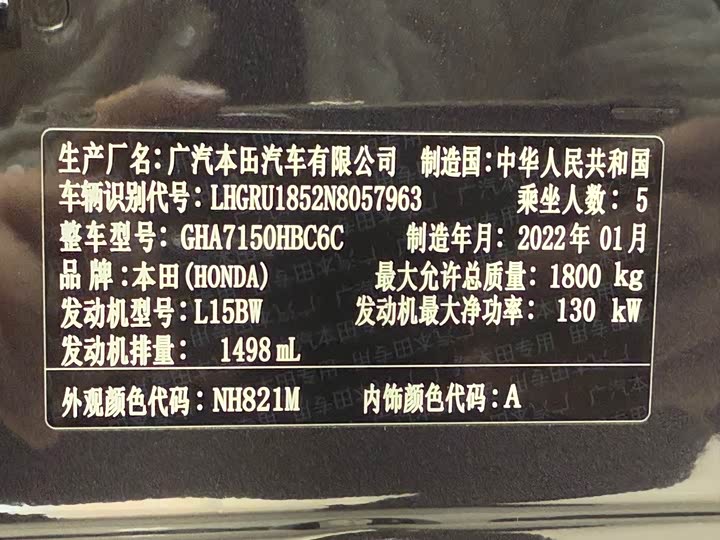 生产厂名:广汽本田汽车有限公司 制造国:中华人民共和国
车辆识别代号:LHGRU1852N8057963 乘坐人数: 5
整车型号:GHA7150HBC6C 制造年月:2022年 01月
品 牌:本田(HONDA) 最大允许总质量:1800 kg
发动机型号:L15BW 发动机最大净功率: 130 kW
发动机排量: 1498mL
外观颜色代码:NH821M 内饰颜色代码:A